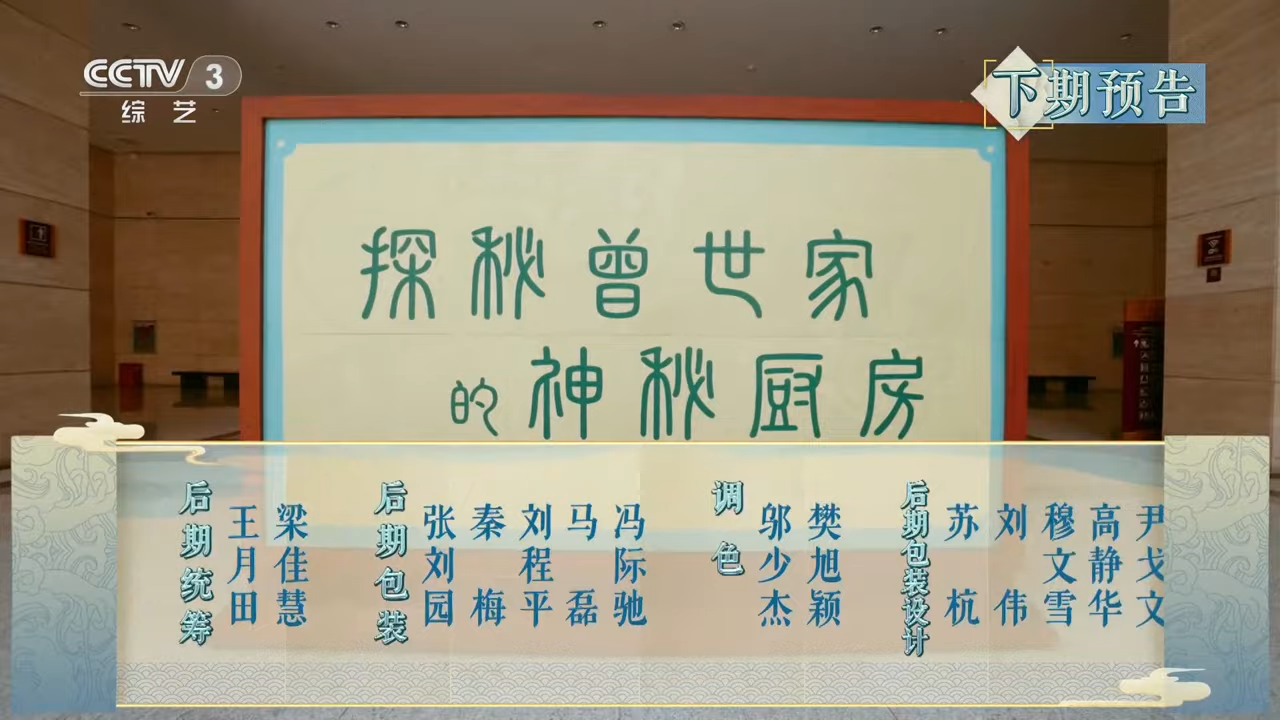 CCTV 3
综艺
下期预告
探秘曾世家
的神秘厨房
后期统筹
王月田
梁佳慧
后期包装
张刘园
秦梅
刘程平
马磊
冯际驰
调色
邬少杰
樊旭颖
后期包装设计
苏杭
刘伟
穆文雪
高静华
尹戈文